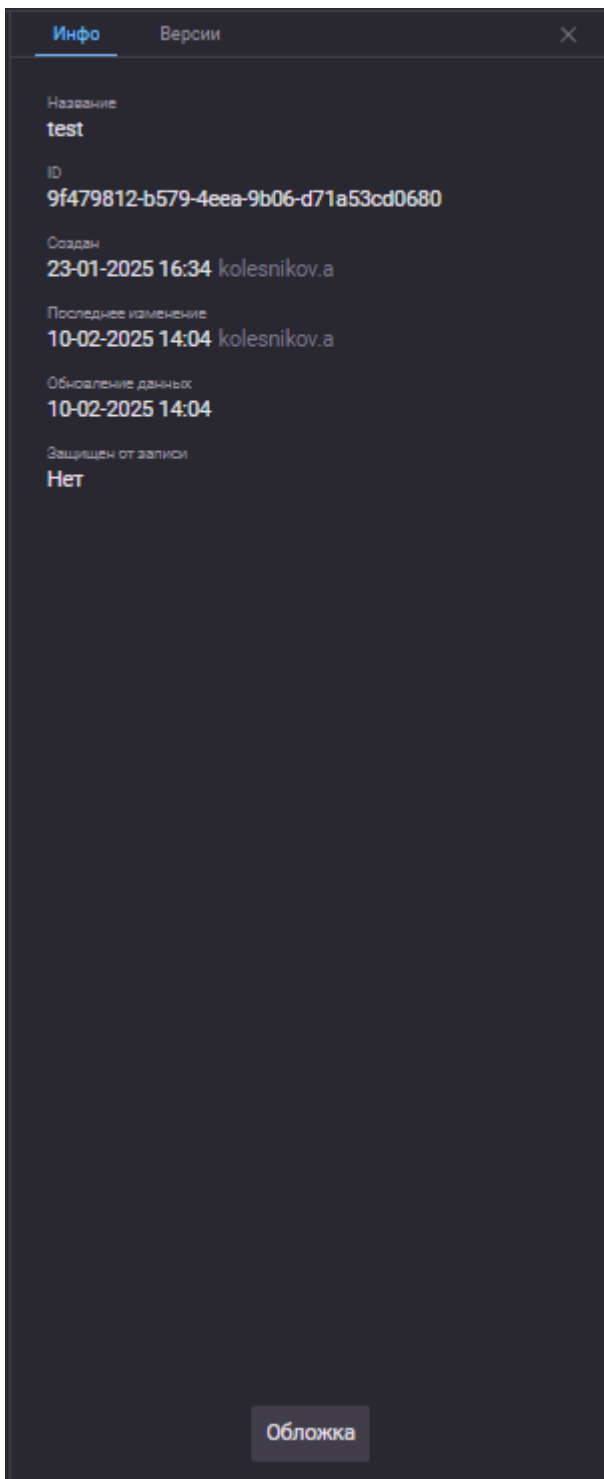 Инфо Версии
Название
test
ID
9f479812-b579-4eea-9b06-d71a53cd0680
Создан
23-01-2025 16:34 kolesnikov.a
Последнее изменение
10-02-2025 14:04 kolesnikov.a
Обновление данных
10-02-2025 14:04
Защищен от записи
Нет
Обложка